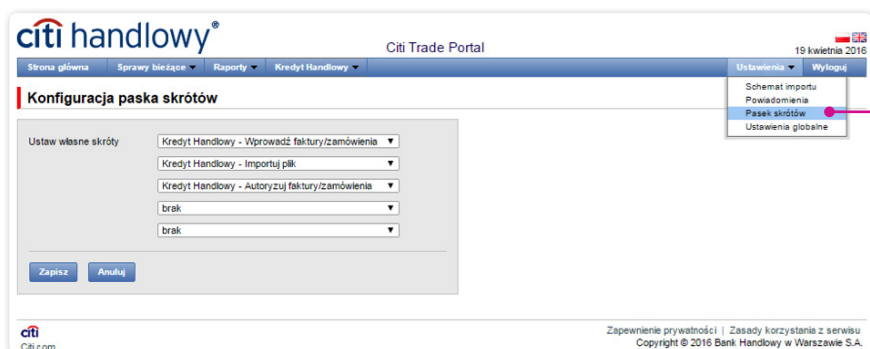 citi handlowy®
Citi Trade Portal
19 kwietnia 2016
Strona główna Sprawy bieżące Raporty Kredyt Handlowy Ustawienia Wyloguj
Schemat importu
Powiadomienia
Pasek skrótów
Ustawienia globalne
Konfiguracja paska skrótów
Ustaw własne skróty
Kredyt Handlowy - Wprowadź faktury/zamówienia
Kredyt Handlowy - Importuj plik
Kredyt Handlowy - Autoryzuj faktury/zamówienia
brak
brak
Zapisz Anuluj
citi
Citi.com
Zapewnienie prywatności | Zasady korzystania z serwisu
Copyright © 2016 Bank Handlowy w Warszawie S.A.